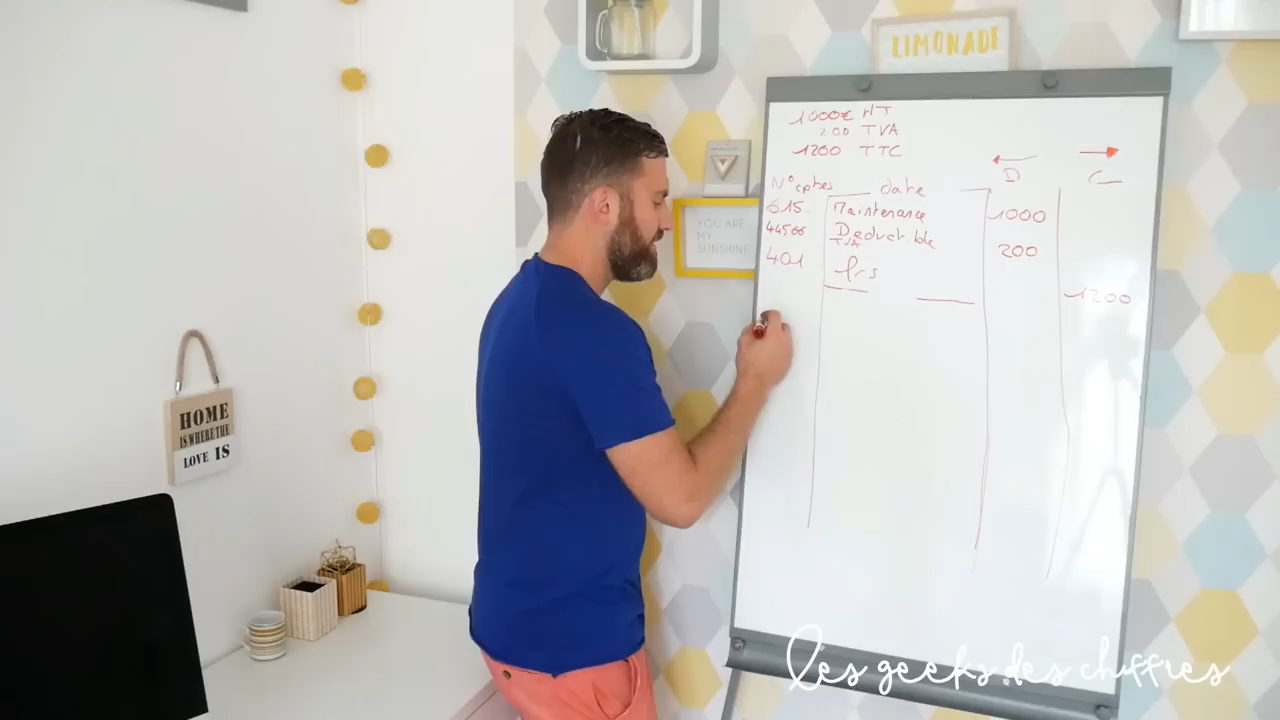 LIMONADE
1000€ HT
200 TVA
1200 TTC
D C
N° cptes date
615 Maintenance 1000
44566 Déductible 200
TVA
401 frs
1200
YOU ARE
MY
SUNSHINE
HOME
IS WHERE THE
LOVE IS
les geeks des chiffres